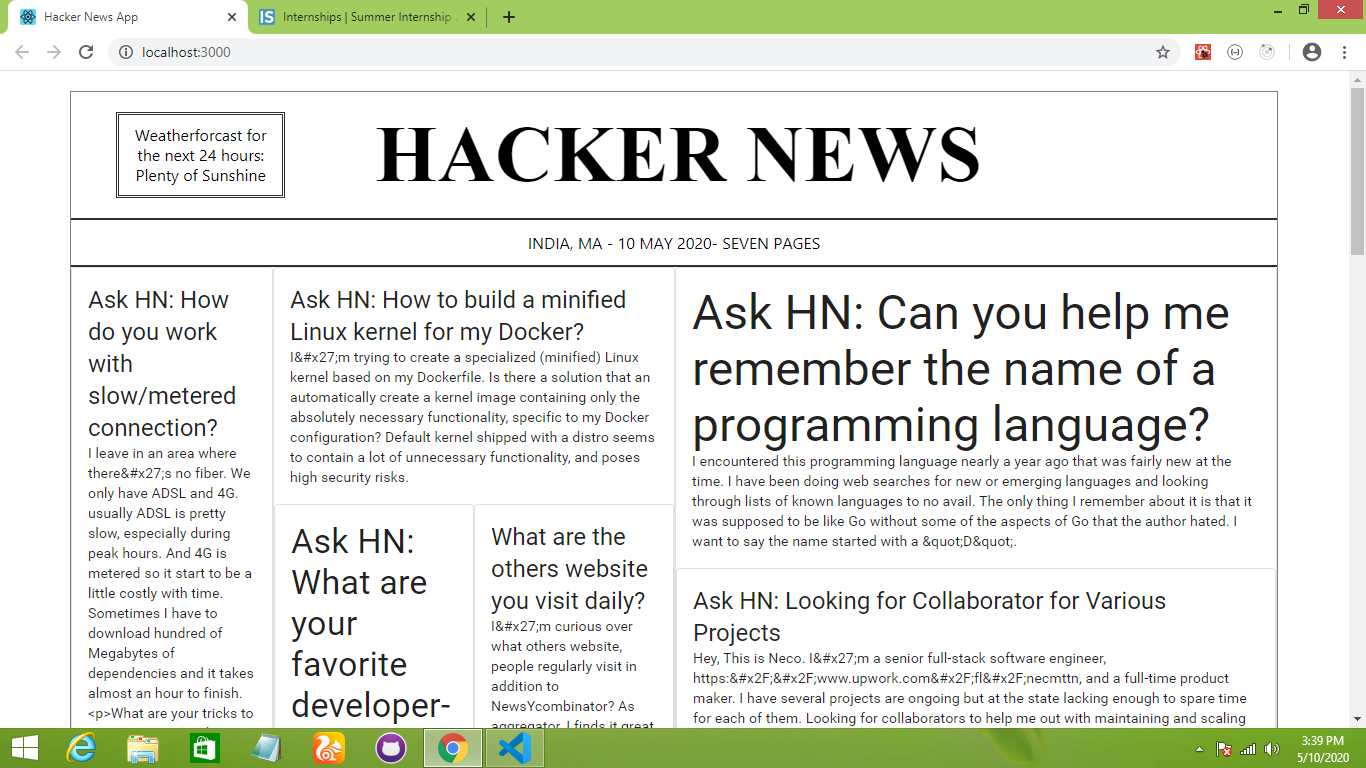 Hacker News App
Internships | Summer Internship
localhost:3000
Weatherforcast for
the next 24 hours:
Plenty of Sunshine
HACKER NEWS
INDIA, MA - 10 MAY 2020- SEVEN PAGES
Ask HN: How
do you work
with
slow/metered
connection?
I leave in an area where
there&#x27;s no fiber. We
only have ADSL and 4G.
usually ADSL is pretty
slow, especially during
peak hours. And 4G is
metered so it start to be a
little costly with time.
Sometimes I have to
download hundred of
Megabytes of
dependencies and it takes
almost an hour to finish.
<p>What are your tricks to
Ask HN: How to build a minified
Linux kernel for my Docker?
I&#x27;m trying to create a specialized (minified) Linux
kernel based on my Dockerfile. Is there a solution that an
automatically create a kernel image containing only the
absolutely necessary functionality, specific to my Docker
configuration? Default kernel shipped with a distro seems
to contain a lot of unnecessary functionality, and poses
high security risks.
Ask HN:
What are
your
favorite
developer-
What are the
others website
you visit daily?
I&#x27;m curious over
what others website,
people regularly visit in
addition to
NewsYcombinator? As
aggregator, I finds it great
Ask HN: Can you help me
remember the name of a
programming language?
I encountered this programming language nearly a year ago that was fairly new at the
time. I have been doing web searches for new or emerging languages and looking
through lists of known languages to no avail. The only thing I remember about it is that it
was supposed to be like Go without some of the aspects of Go that the author hated. I
want to say the name started with a &quot;D&quot;.
Ask HN: Looking for Collaborator for Various
Projects
Hey, This is Neco. I&#x27;m a senior full-stack software engineer,
https:&#x2F;&#x2F;www.upwork.com&#x2F;fl&#x2F;necmttn, and a full-time product
maker. I have several projects are ongoing but at the state lacking enough to spare time
for each of them. Looking for collaborators to help me out with maintaining and scaling
3:39 PM
5/10/2020